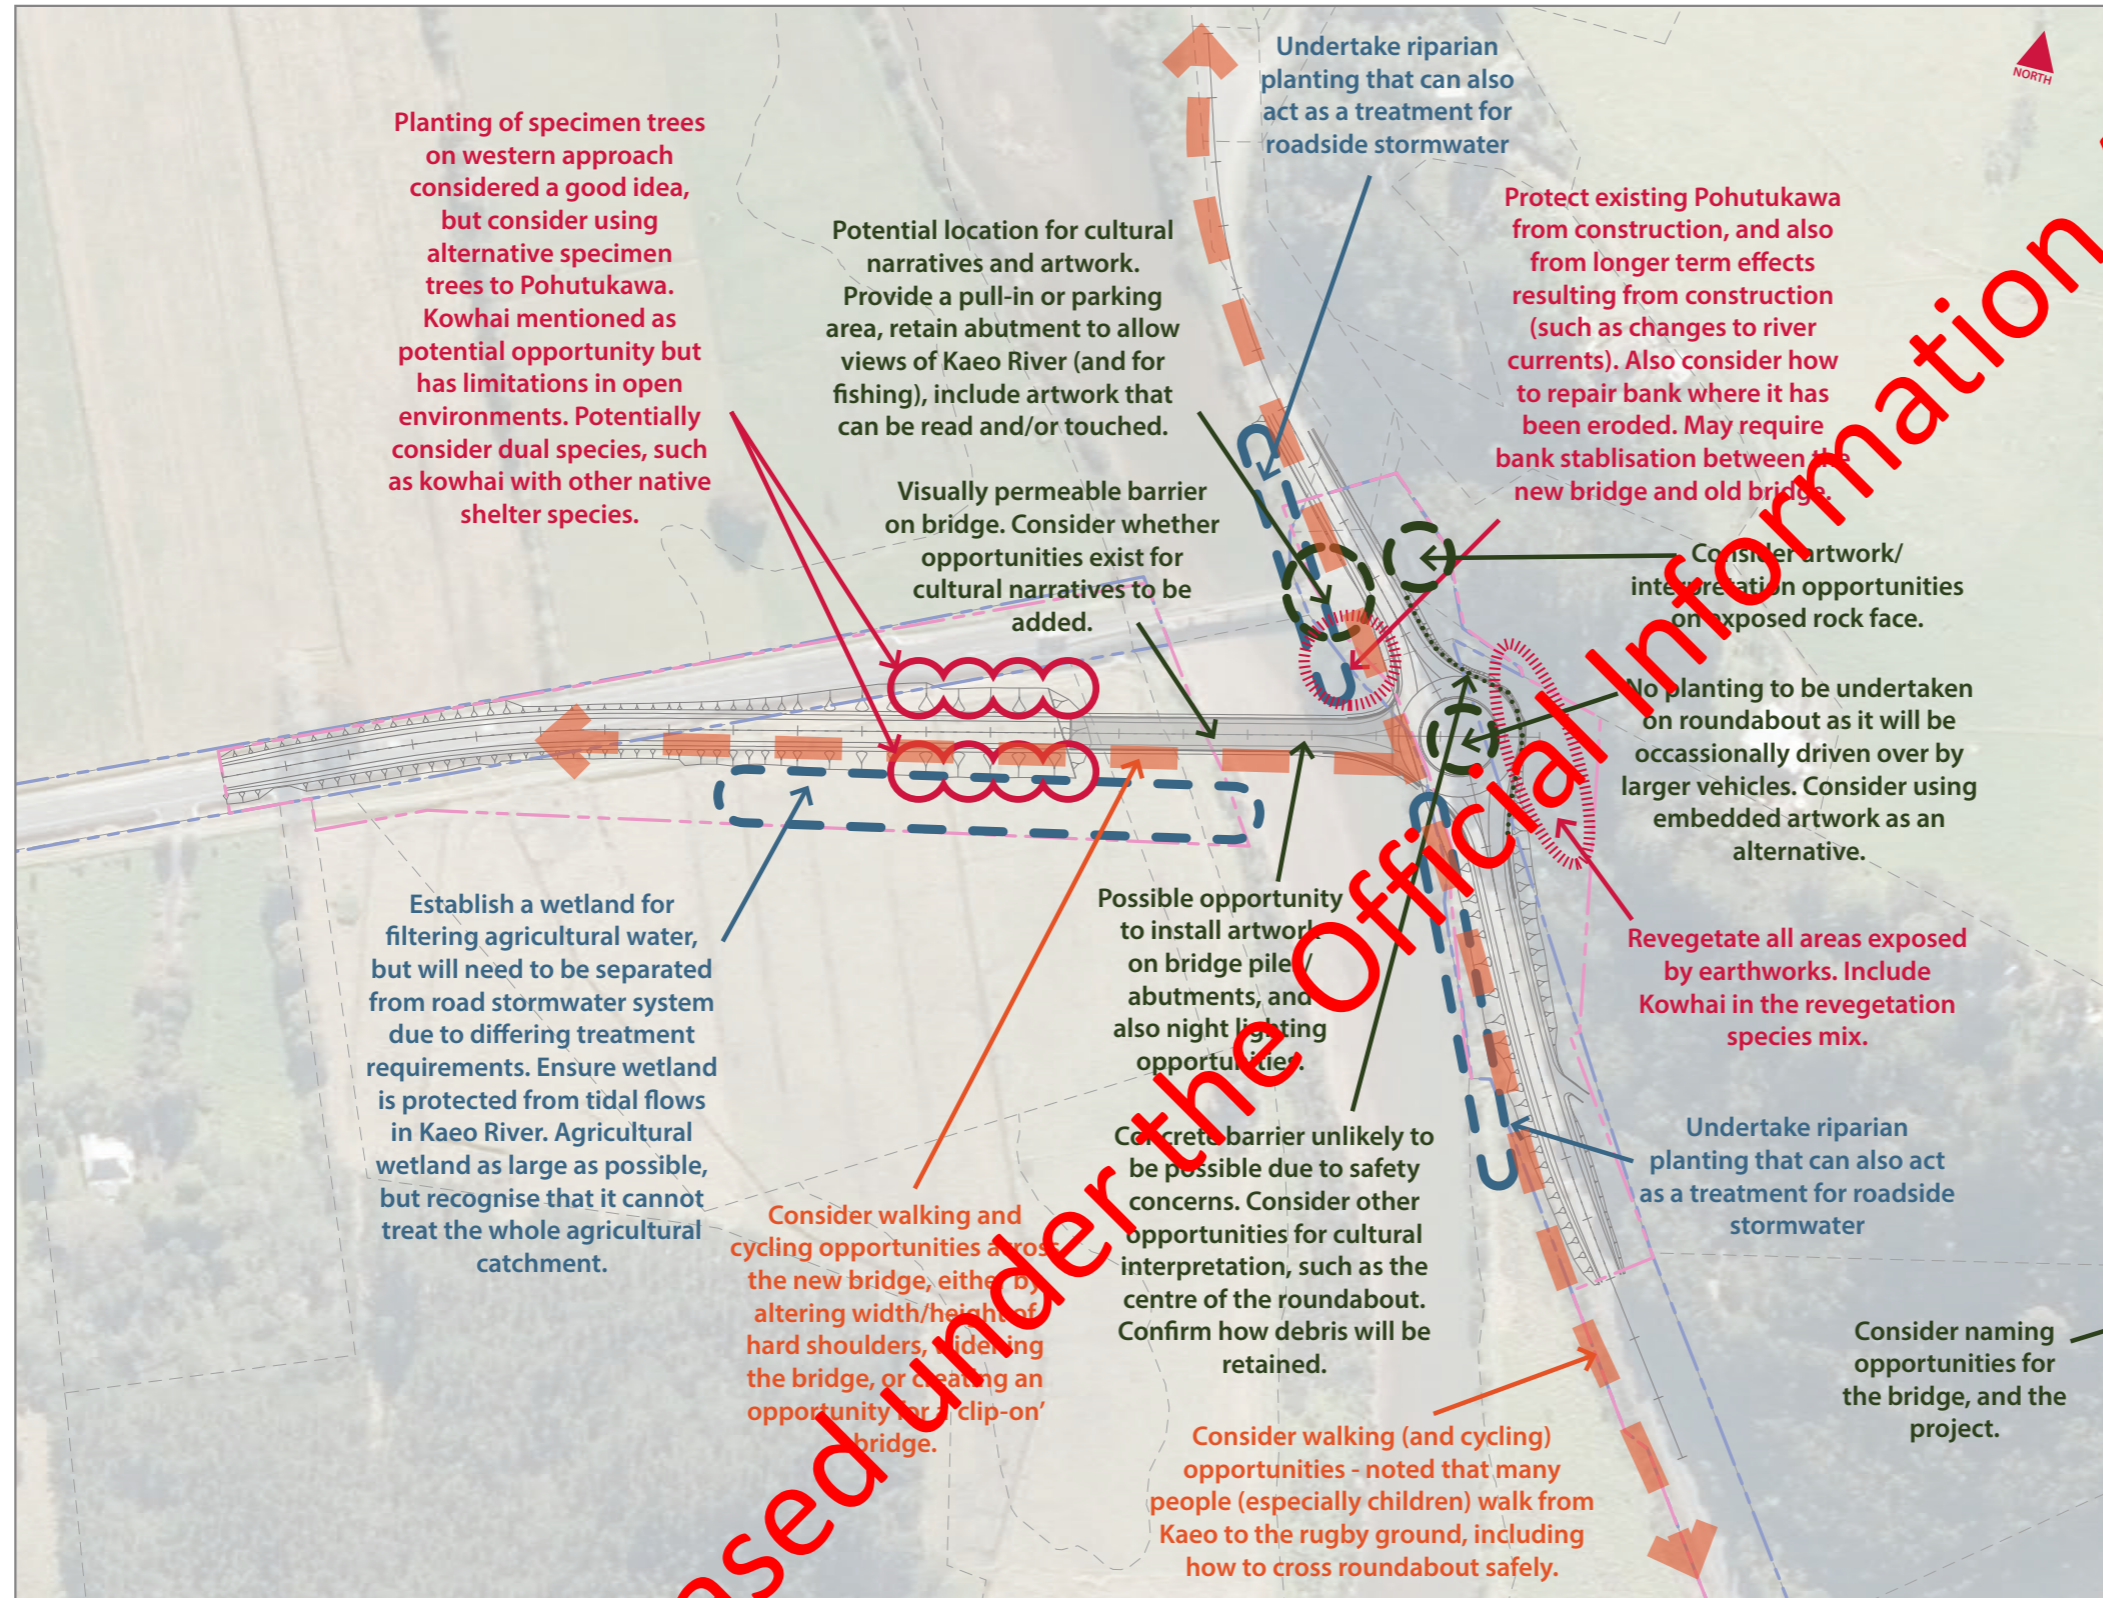 Undertake riparian
planting that can also
act as a treatment for
roadside stormwater
NORTH
Planting of specimen trees
on western approach
considered a good idea,
but consider using
alternative specimen
trees to Pohutukawa.
Kowhai mentioned as
potential opportunity but
has limitations in open
environments. Potentially
consider dual species, such
as kowhai with other native
shelter species.
Potential location for cultural
narratives and artwork.
Provide a pull-in or parking
area, retain abutment to allow
views of Kaeo River (and for
fishing), include artwork that
can be read and/or touched.
Protect existing Pohutukawa
from construction, and also
from longer term effects
resulting from construction
(such as changes to river
currents). Also consider how
to repair bank where it has
been eroded. May require
bank stablisation between the
new bridge and old bridge.
Visually permeable barrier
on bridge. Consider whether
opportunities exist for
cultural narratives to be
added.
Consider artwork/
interpretation opportunities
on exposed rock face.
No planting to be undertaken
on roundabout as it will be
occassionally driven over by
larger vehicles. Consider using
embedded artwork as an
alternative.
Establish a wetland for
filtering agricultural water,
but will need to be separated
from road stormwater system
due to differing treatment
requirements. Ensure wetland
is protected from tidal flows
in Kaeo River. Agricultural
wetland as large as possible,
but recognise that it cannot
treat the whole agricultural
catchment.
Possible opportunity
to install artwork
on bridge piles/
abutments, and
also night lighting
opportunities.
Revegetate all areas exposed
by earthworks. Include
Kowhai in the revegetation
species mix.
Concrete barrier unlikely to
be possible due to safety
concerns. Consider other
opportunities for cultural
interpretation, such as the
centre of the roundabout.
Confirm how debris will be
retained.
Undertake riparian
planting that can also act
as a treatment for roadside
stormwater
Consider walking and
cycling opportunities across
the new bridge, either by
altering width/height of
hard shoulders, widening
the bridge, or creating an
opportunity for a 'clip-on'
bridge.
Consider naming
opportunities for
the bridge, and the
project.
Consider walking (and cycling)
opportunities - noted that many
people (especially children) walk from
Kaeo to the rugby ground, including
how to cross roundabout safely.
ased under the Official Information